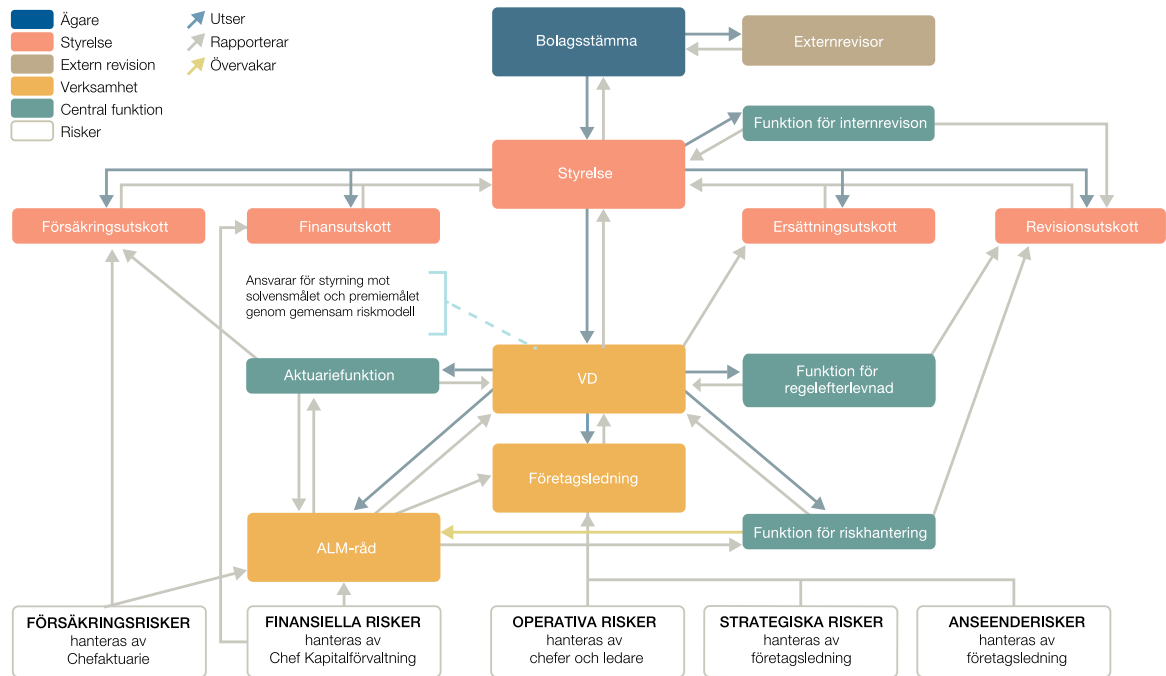 Ägare
Styrelse
Extern revision
Verksamhet
Central funktion
Risker
Utser
Rapporterar
Övervakar
Bolagsstämma
Externrevisor
Funktion för internrevison
Styrelse
Försäkringsutskott
Finansutskott
Ersättningsutskott
Revisionsutskott
Ansvarar för styrning mot
solvensmålet och premiemålet
genom gemensam riskmodell
Aktuariefunktion
VD
Funktion för
regelefterlevnad
Företagsledning
ALM-råd
Funktion för riskhantering
FÖRSÄKRINGSRISKER
hanteras av
Chefaktuarie
FINANSIELLA RISKER
hanteras av
Chef Kapitalförvaltning
OPERATIVA RISKER
hanteras av
chefer och ledare
STRATEGISKA RISKER
hanteras av
företagsledning
ANSEENDERISKER
hanteras av
företagsledning